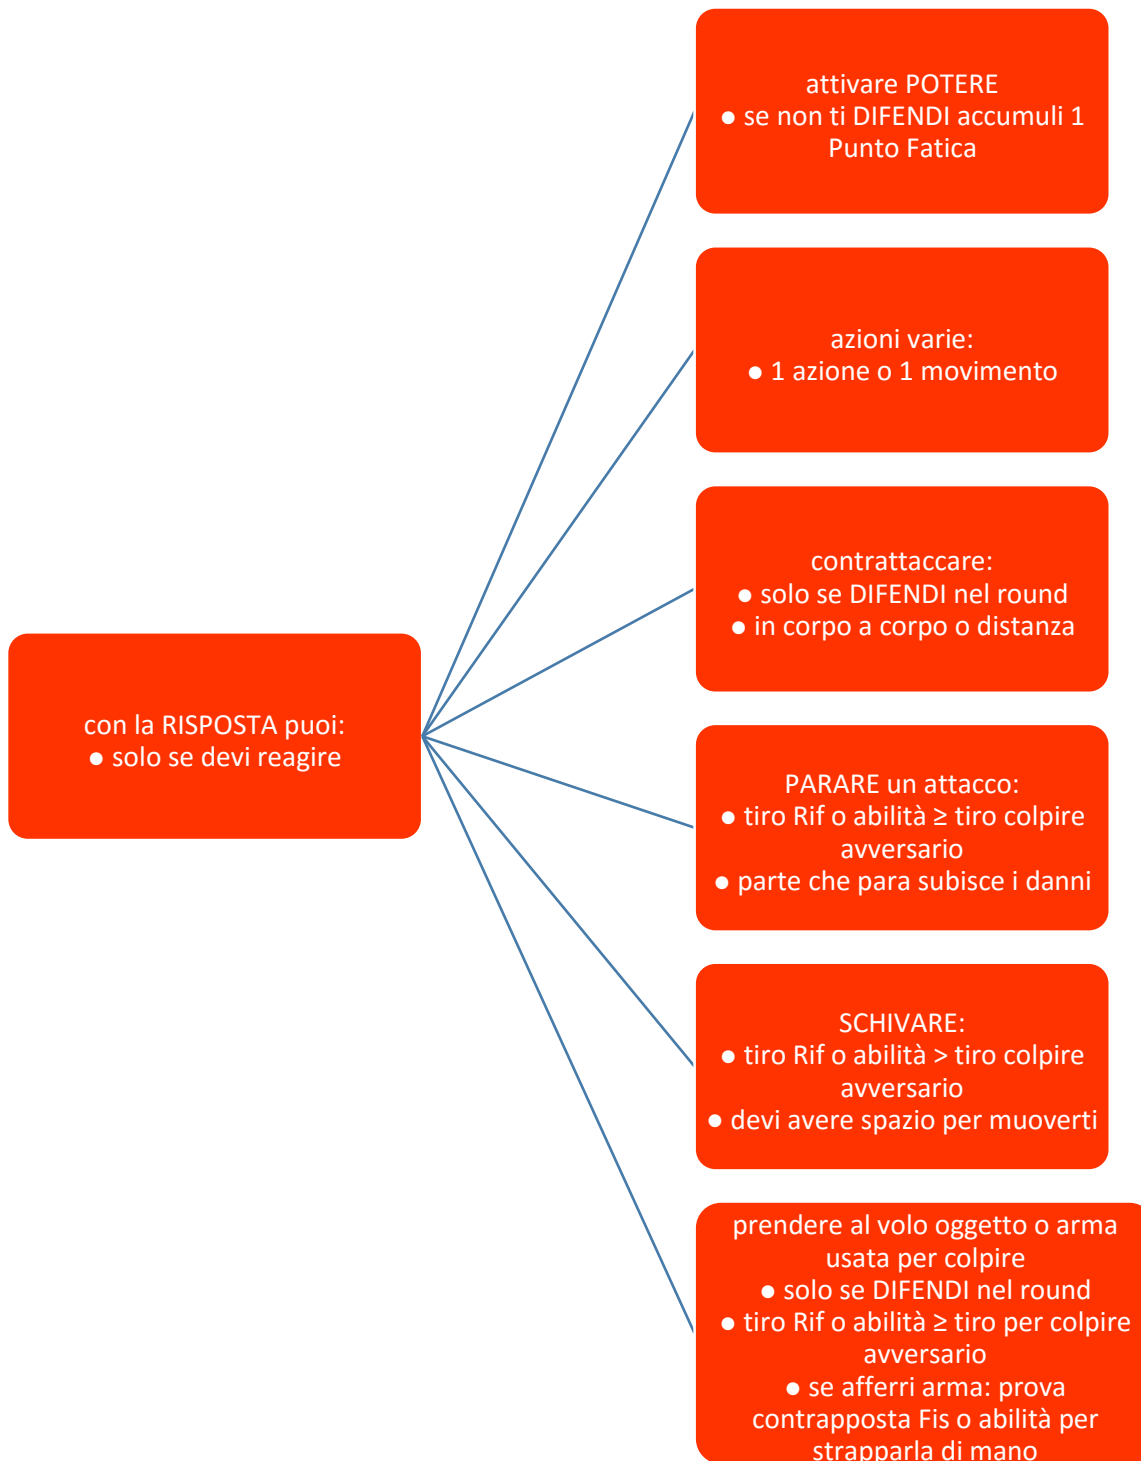 attivare POTERE
● se non ti DIFENDI accumuli 1
Punto Fatica
azioni varie:
● 1 azione o 1 movimento
contrattaccare:
● solo se DIFENDI nel round
● in corpo a corpo o distanza
con la RISPOSTA puoi:
● solo se devi reagire
PARARE un attacco:
● tiro Rif o abilità ≥ tiro colpire
avversario
● parte che para subisce i danni
SCHIVARE:
● tiro Rif o abilità > tiro colpire
avversario
● devi avere spazio per muoverti
prendere al volo oggetto o arma
usata per colpire
● solo se DIFENDI nel round
● tiro Rif o abilità ≥ tiro per colpire
avversario
● se afferri arma: prova
contrapposta Fis o abilità per
strapparla di mano